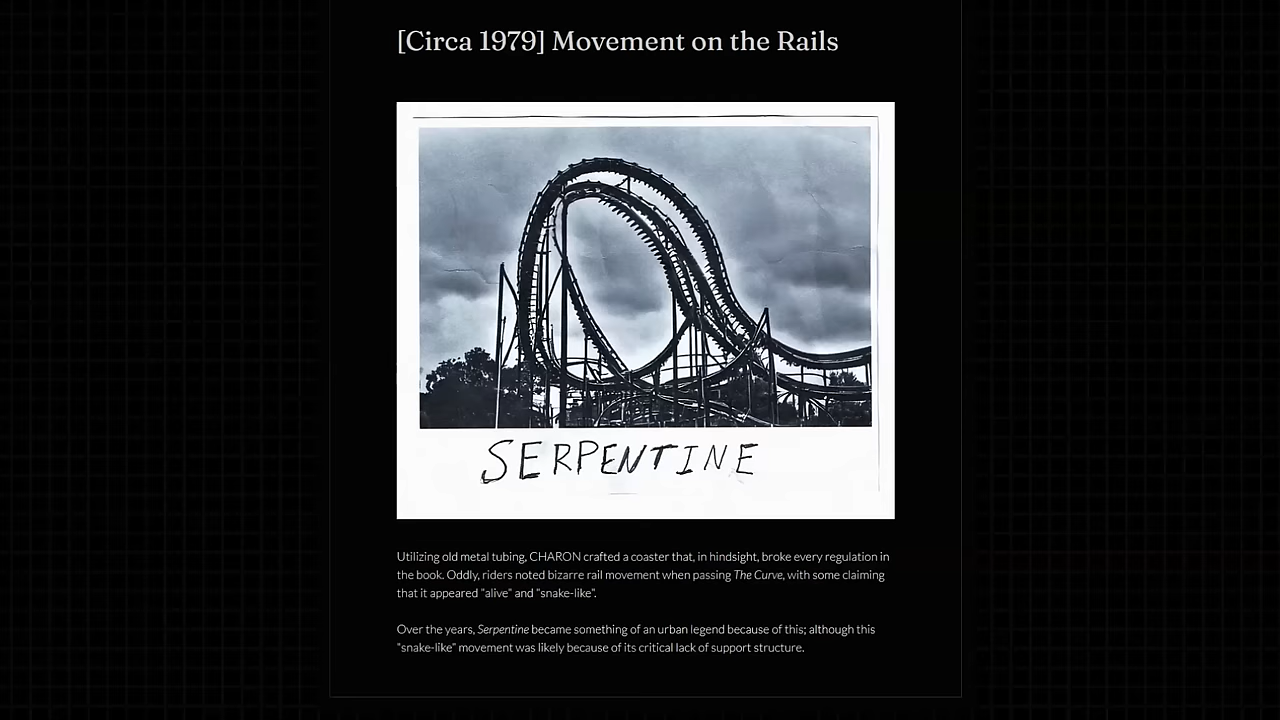 [Circa 1979] Movement on the Rails
SERPENTINE
Utilizing old metal tubing, CHARON crafted a coaster that, in hindsight, broke every regulation in
the book. Oddly, riders noted bizarre rail movement when passing The Curve, with some claiming
that it appeared "alive" and "snake-like".
Over the years, Serpentine became something of an urban legend because of this; although this
"snake-like" movement was likely because of its critical lack of support structure.